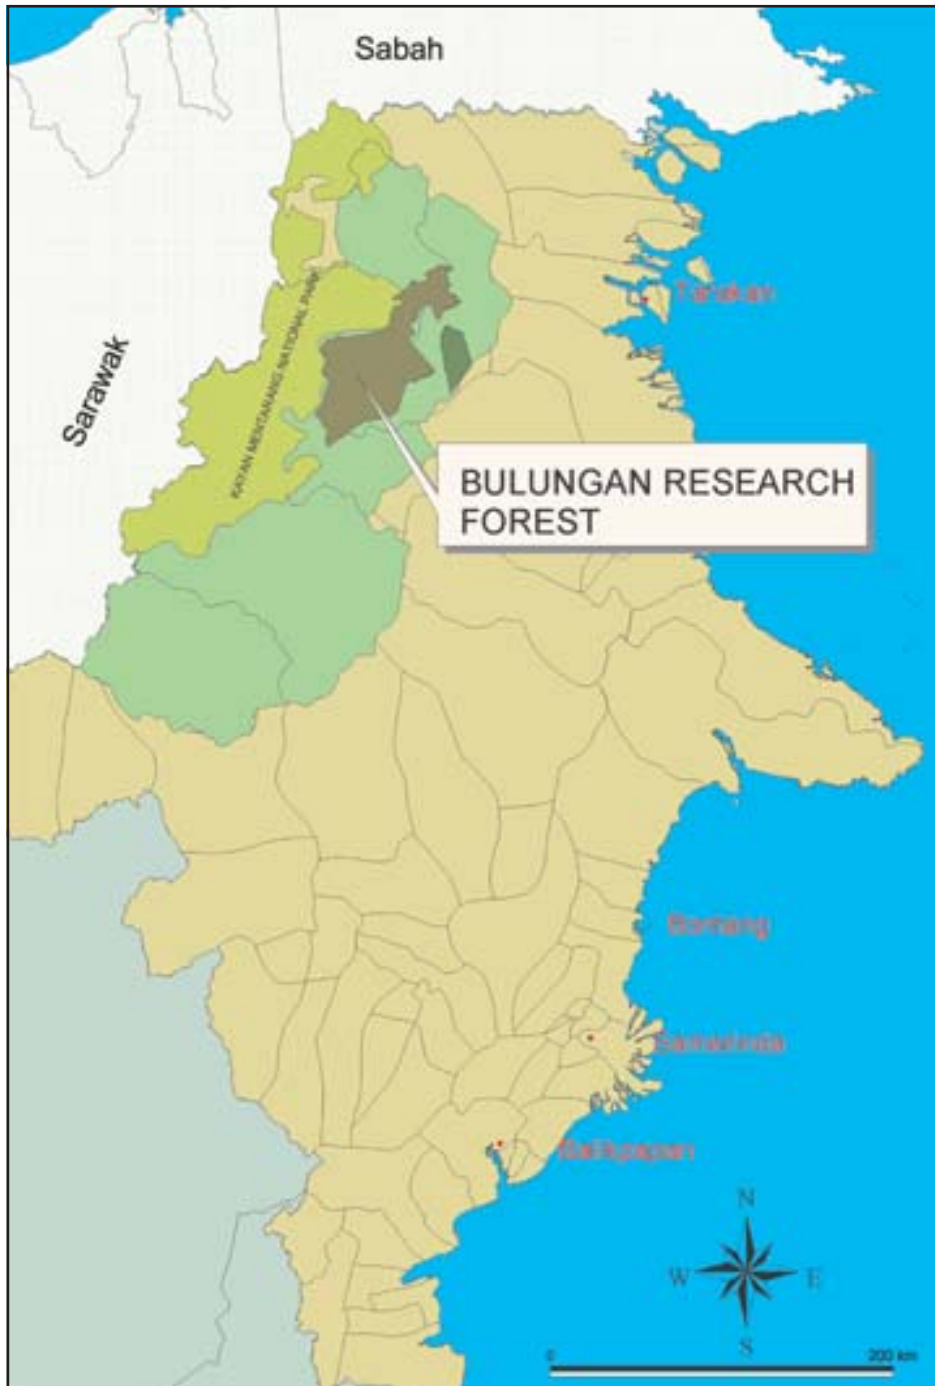 Sabah
Tarakan
KAYAN MENTARANG NATIONAL PARK
Sarawak
BULUNGAN RESEARCH
FOREST
Bontang
Samarinda
Balikpapan
N
W E
S
0 200 km